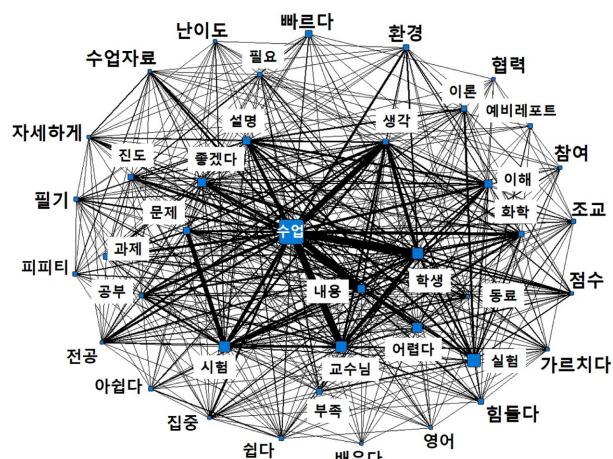 빠르다
난이도
환경
수업자료
필요
협력
이론
예비레포트
설명
생각
자세하게
진도
좋겠다
이해
참여
필기
문제
화학
조교
수업
과제
피피티
공부
내용
학생
동료
점수
전공
시험
교수님
어렵다
실험
가르치다
아쉽다
부족
힘들다
집중
쉽다
배우다
영어